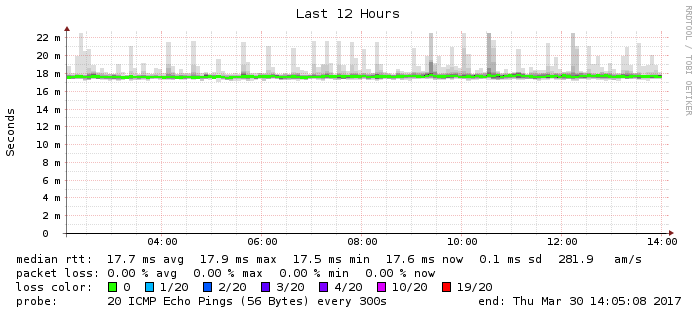 Last 12 Hours
RRDTOOL / TOBI OETIKER
Seconds
22 m
20 m
18 m
16 m
14 m
12 m
10 m
8 m
6 m
4 m
2 m
0
04:00 06:00 08:00 10:00 12:00 14:00
median rtt: 17.7 ms avg 17.9 ms max 17.5 ms min 17.6 ms now 0.1 ms sd 281.9 am/s
packet loss: 0.00 % avg 0.00 % max 0.00 % min 0.00 % now
loss color: 0 1/20 2/20 3/20 4/20 10/20 19/20
probe: 20 ICMP Echo Pings (56 Bytes) every 300s end: Thu Mar 30 14:05:08 2017